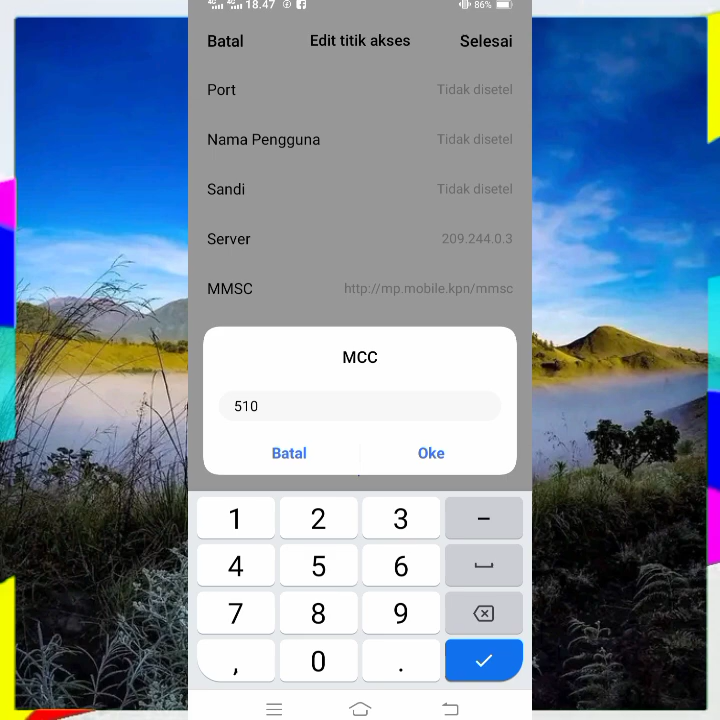 4G 4G 18.47 86%
Batal Edit titik akses Selesai
Port Tidak disetel
Nama Pengguna Tidak disetel
Sandi Tidak disetel
Server 209.244.0.3
MMSC http://mp.mobile.kpn/mmsc
MCC
510
Batal Oke
1 2 3 −
4 5 6
7 8 9
, 0 .